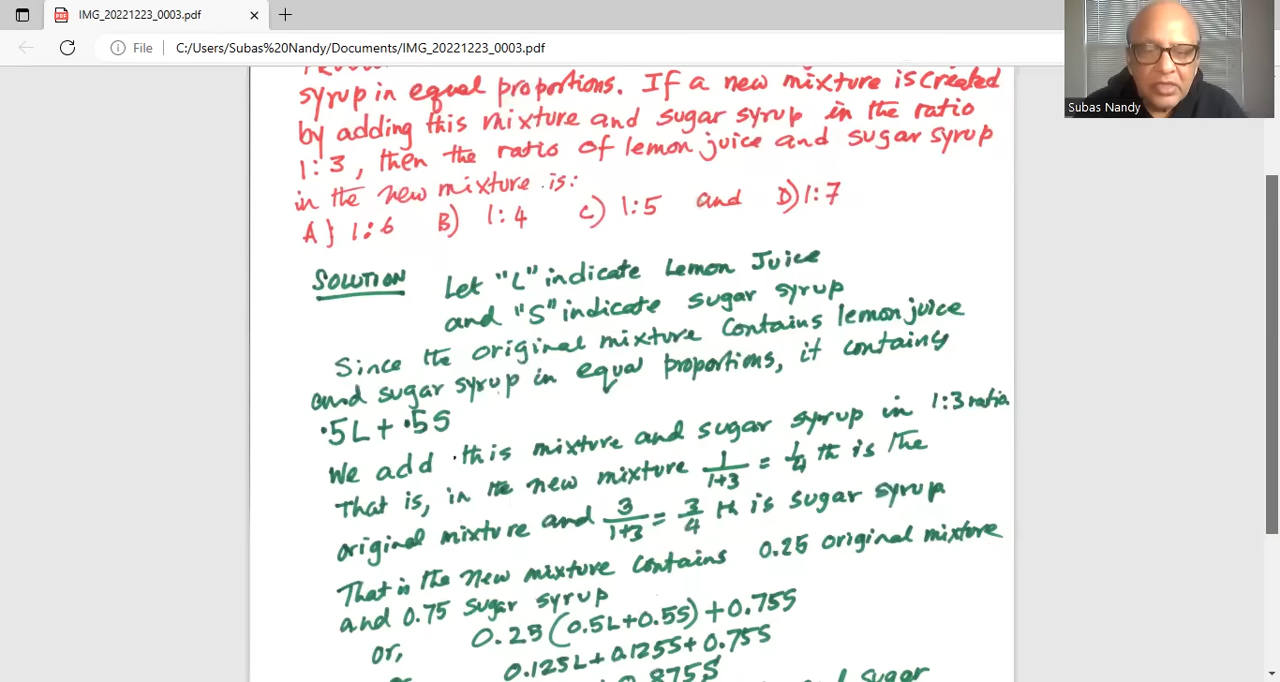 IMG_20221223_0003.pdf
File
C:/Users/Subas%20Nandy/Documents/IMG_20221223_0003.pdf
Subas Nandy
syrup in equal proportions. If a new mixture is created
by adding this mixture and sugar syrup in the ratio
1:3, then the ratio of lemon juice and sugar syrup
in the new mixture is:
A) 1:6 B) 1:4 C) 1:5 and D) 1:7
SOLUTION Let "L" indicate Lemon Juice
and "S" indicate sugar syrup
Since the original mixture contains lemon juice
and sugar syrup in equal proportions, it contains
.5L + .5S
We add this mixture and sugar syrup in 1:3 ratio
That is, in the new mixture 1/(1+3) = 1/4 th is the
original mixture and 3/(1+3) = 3/4 th is sugar syrup
That is the new mixture contains 0.25 original mixture
and 0.75 sugar syrup
or, 0.25(0.5L+0.5S) + 0.75S
0.125L + 0.125S + 0.75S
0.875S
and sugar